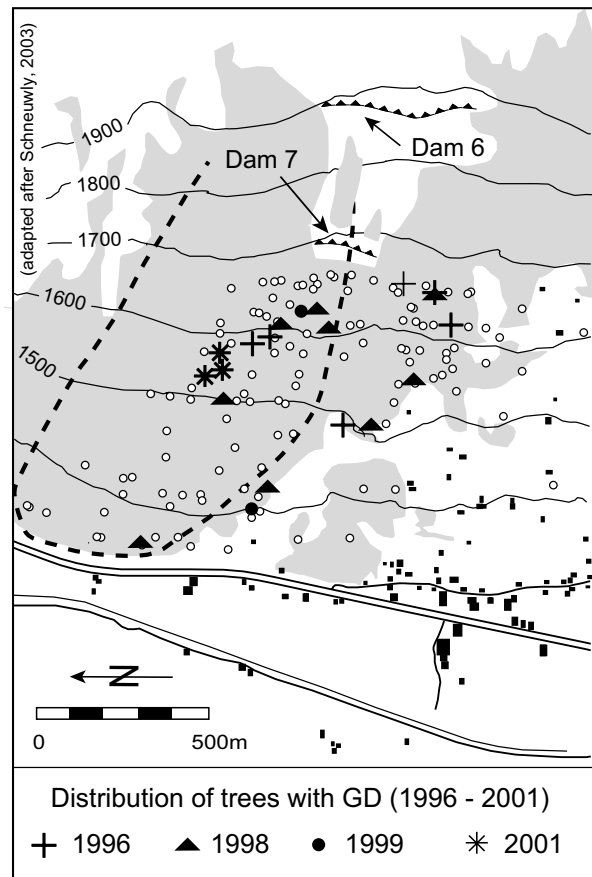 (adapted after Schneuwly, 2003)
1900
Dam 6
Dam 7
1800
1700
1600
1500
N
0 500m
Distribution of trees with GD (1996 - 2001)
1996 1998 1999 2001